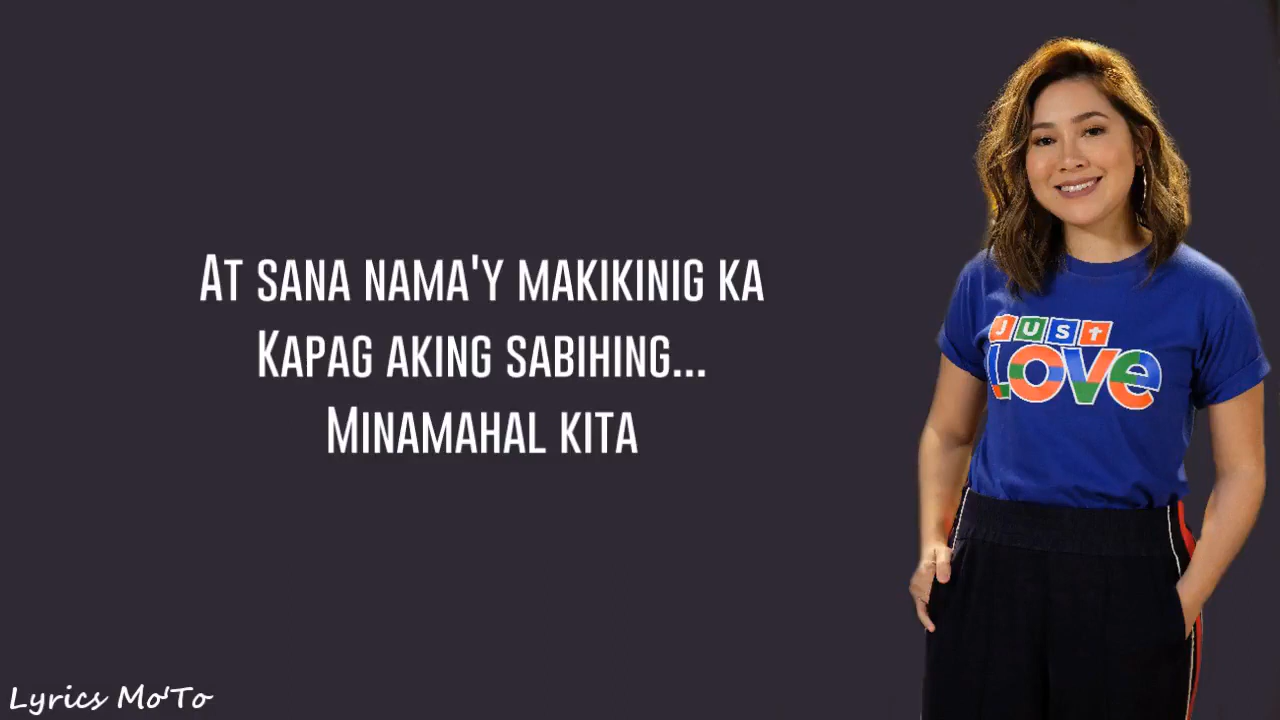 At sana nama'y makikinig ka
Kapag aking sabihing...
Minamahal kita
JUST
LOVE
Lyrics Mo'To